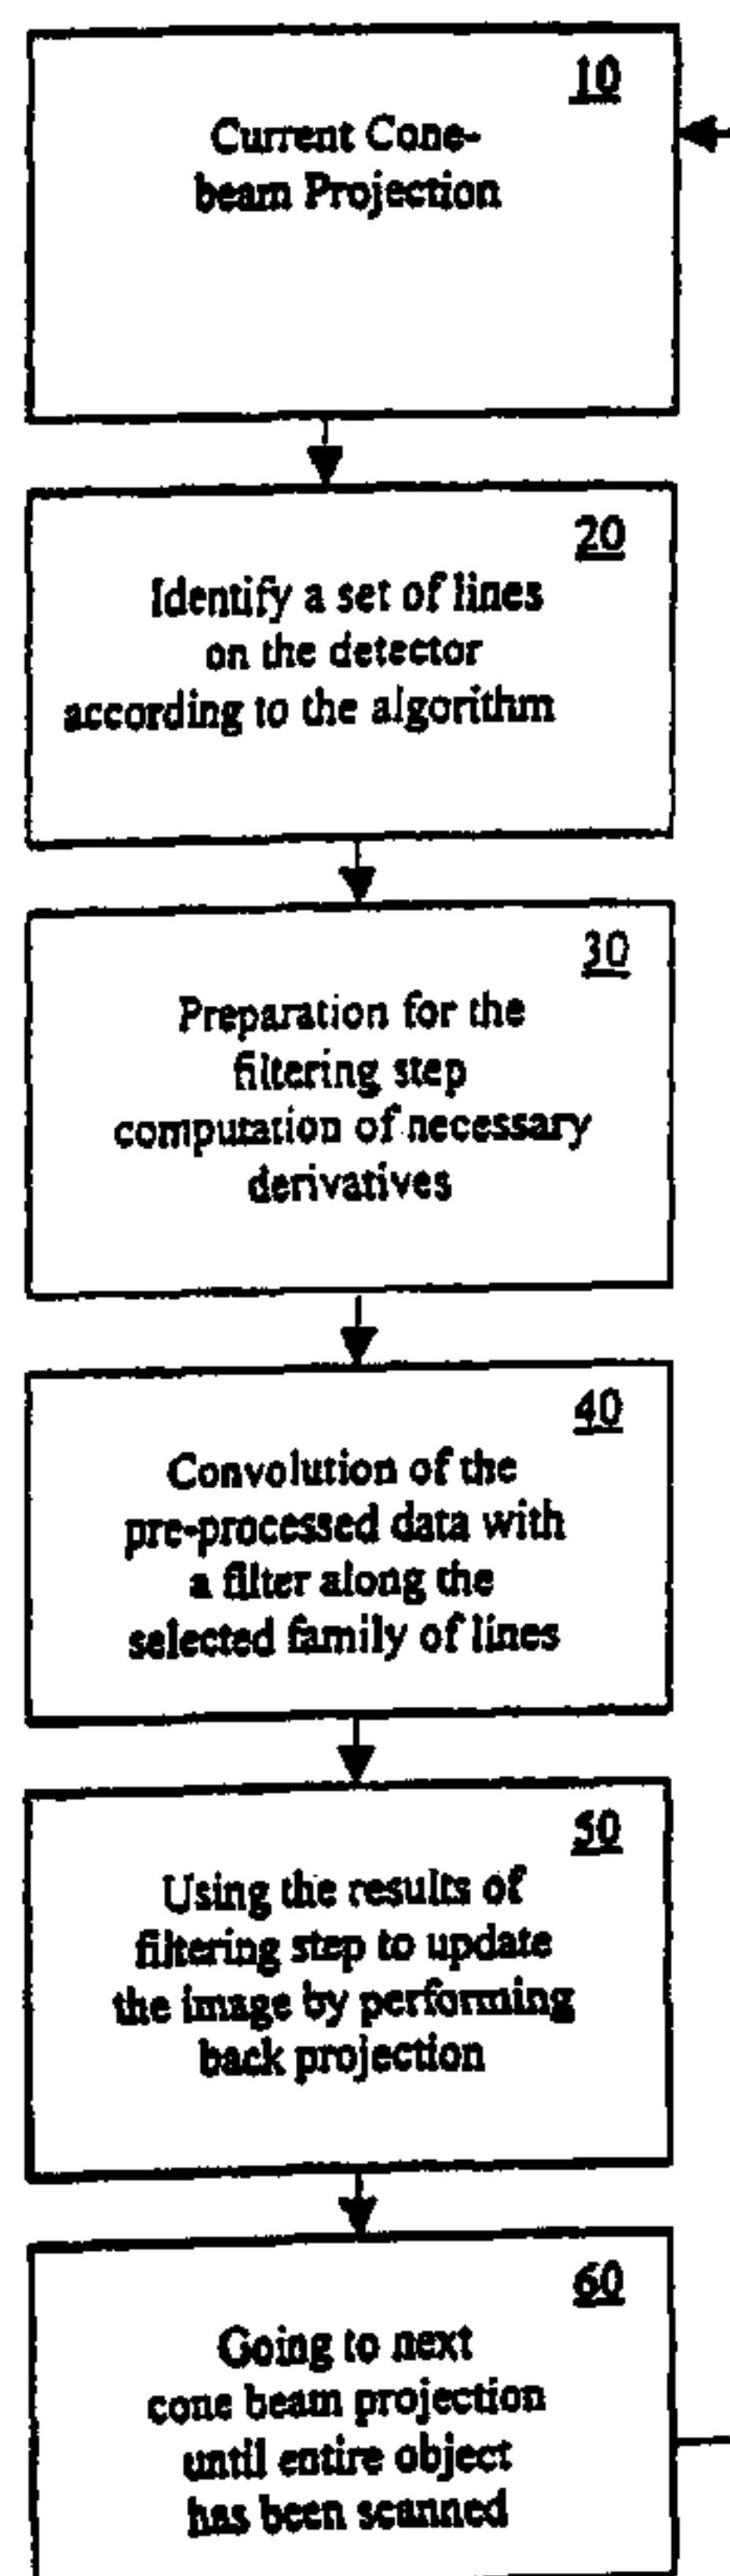 10
Current Cone-
beam Projection
20
Identify a set of lines
on the detector
according to the algorithm
30
Preparation for the
filtering step
computation of necessary
derivatives
40
Convolution of the
pre-processed data with
a filter along the
selected family of lines
50
Using the results of
filtering step to update
the image by performing
back projection
60
Going to next
cone beam projection
until entire object
has been scanned